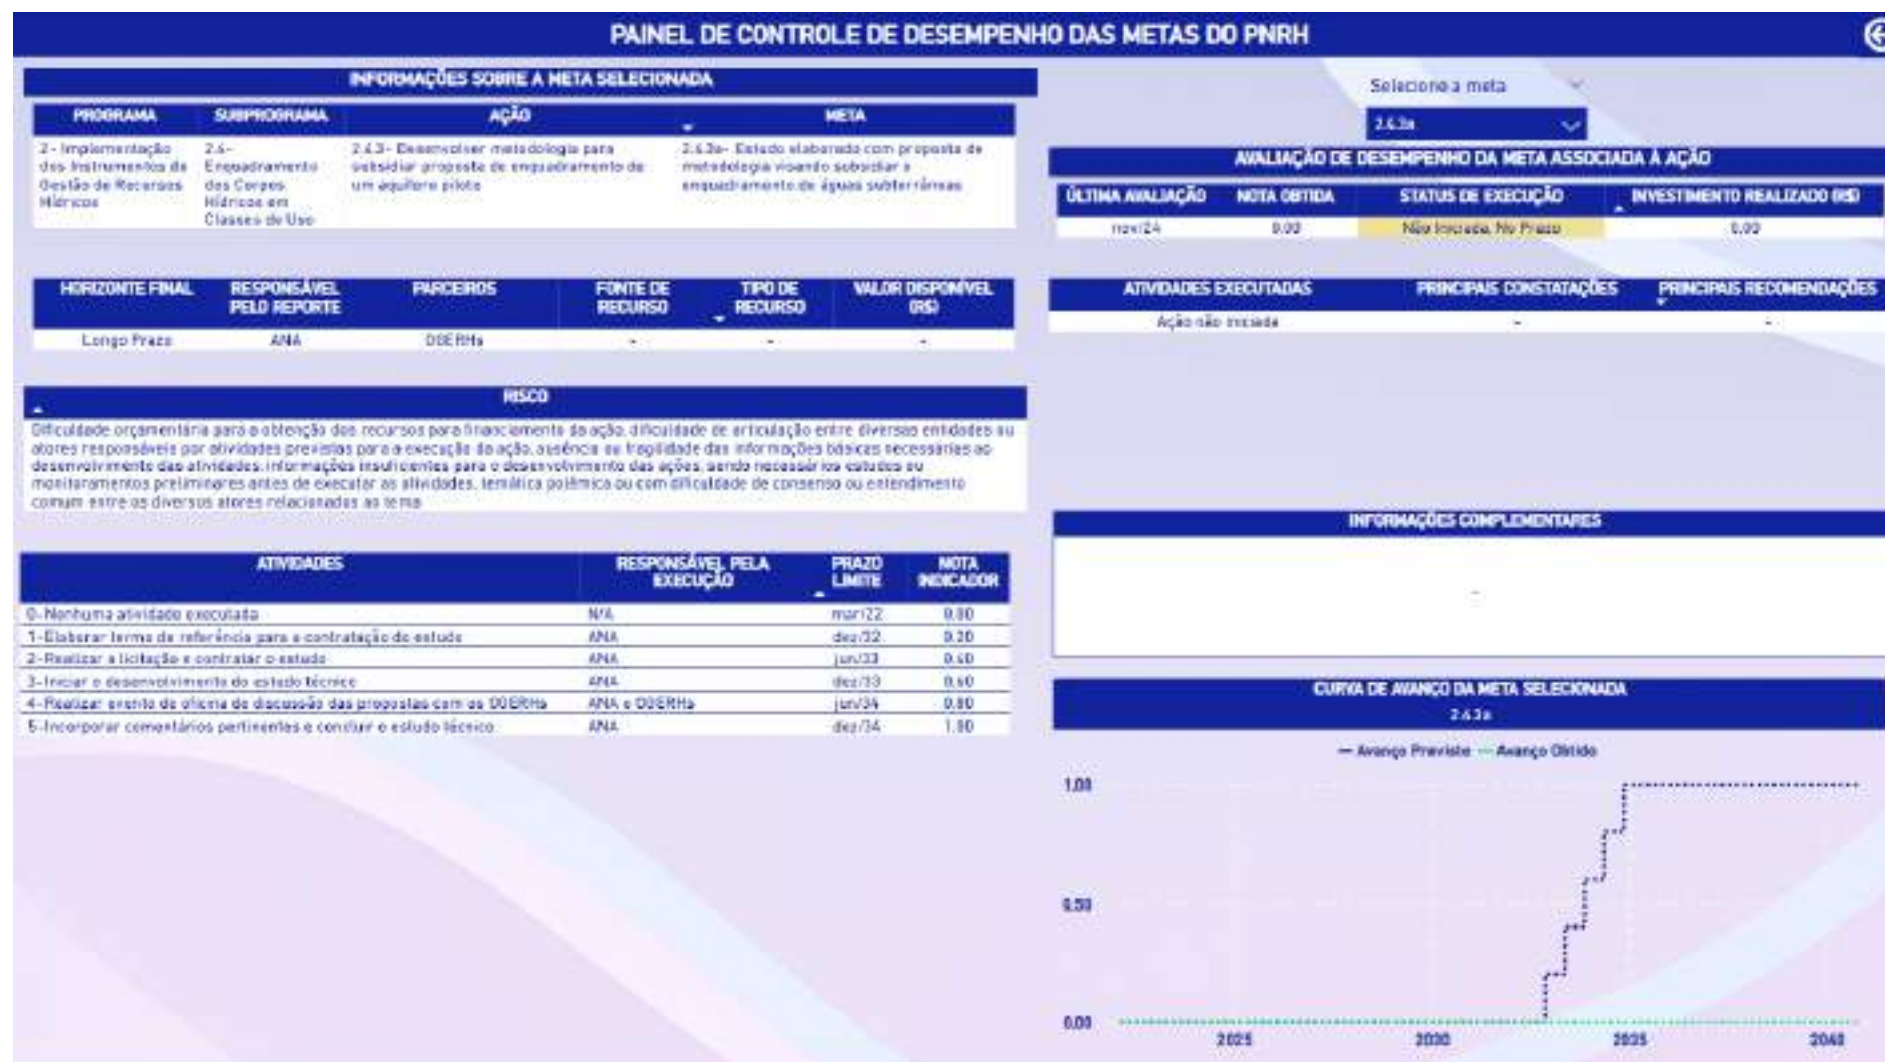 PAINEL DE CONTROLE DE DESEMPENHO DAS METAS DO PNRH
INFORMAÇÕES SOBRE A META SELECIONADA
PROGRAMA SUBPROGRAMA AÇÃO META
2- Implementação dos Instrumentos de Gestão de Recursos Hídricos
2.4- Enquadramento dos Corpos Hídricos em Classes de Uso
2.4.3- Desenvolver metodologia para subsidiar proposta de enquadramento de um aquífero piloto
2.4.3a- Estudo elaborado com proposta de metodologia visando subsidiar o enquadramento de águas subterrâneas
HORIZONTE FINAL RESPONSÁVEL PELO REPORTE PARCEIROS FONTE DE RECURSO TIPO DE RECURSO VALOR DISPONÍVEL (R$)
Longo Prazo ANA OGERHs - - -
RISCO
Dificuldade orçamentária para a obtenção dos recursos para financiamento da ação, dificuldade de articulação entre diversas entidades ou
atores responsáveis por atividades previstas para a execução da ação, ausência ou fragilidade das informações básicas necessárias ao
desenvolvimento das atividades, informações insuficientes para o desenvolvimento das ações, sendo necessários estudos ou
monitoramentos preliminares antes de executar as atividades, temática polêmica ou com dificuldade de consenso ou entendimento
comum entre os diversos atores relacionados ao tema
ATIVIDADES RESPONSÁVEL PELA EXECUÇÃO PRAZO LIMITE NOTA INDICADOR
0-Nenhuma atividade executada N/A mar/22 0.00
1-Elaborar termo de referência para a contratação do estudo ANA dez/32 0.20
2-Realizar a licitação e contratar o estudo ANA jun/33 0.40
3-Iniciar o desenvolvimento do estudo técnico ANA dez/33 0.60
4-Realizar evento de oficina de discussão das propostas com os OGERHs ANA e OGERHs jun/34 0.80
5-Incorporar comentários pertinentes e concluir o estudo técnico ANA dez/34 1.00
Selecione a meta
2.4.3a
AVALIAÇÃO DE DESEMPENHO DA META ASSOCIADA À AÇÃO
ÚLTIMA AVALIAÇÃO NOTA OBTIDA STATUS DE EXECUÇÃO INVESTIMENTO REALIZADO (R$)
nov/24 0.00 Não Iniciada, No Prazo 0.00
ATIVIDADES EXECUTADAS PRINCIPAIS CONSTATAÇÕES PRINCIPAIS RECOMENDAÇÕES
Ação não iniciada - -
INFORMAÇÕES COMPLEMENTARES
-
CURVA DE AVANÇO DA META SELECIONADA
2.4.3a
Avanço Previsto Avanço Obtido
1.00
0.50
0.00
2025 2030 2035 2040